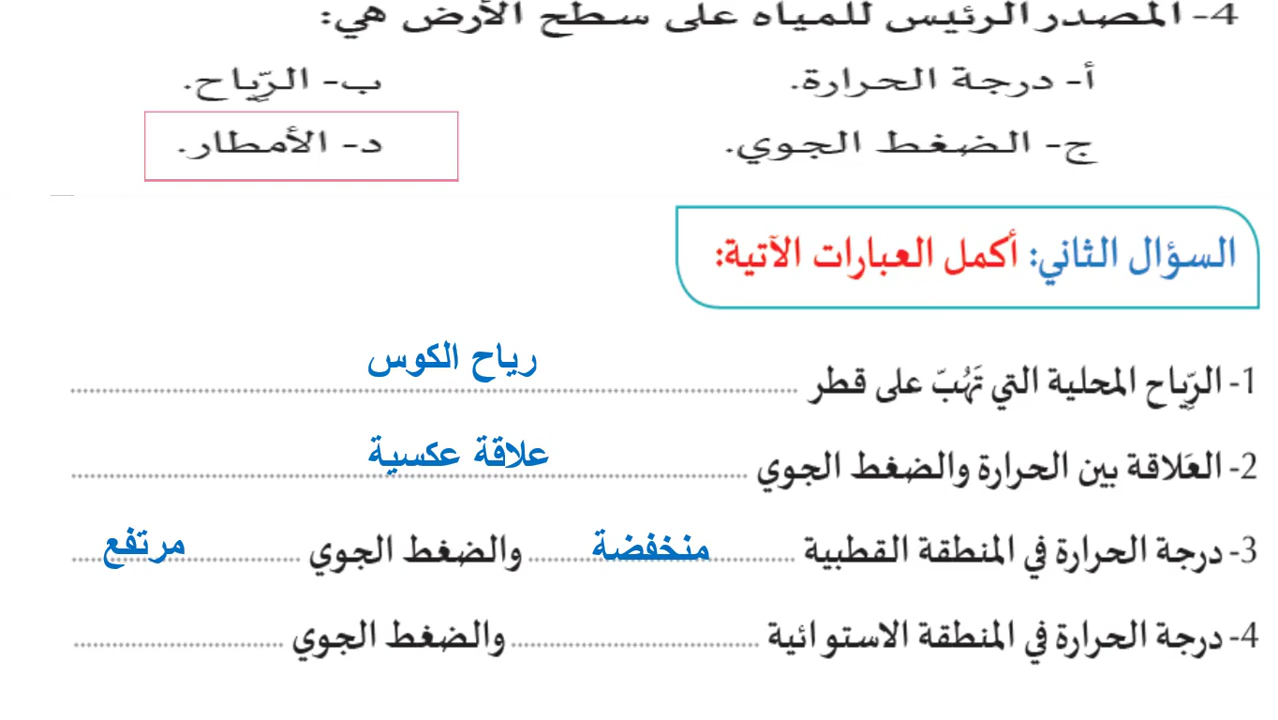 4- المصدر الرئيس للمياه على سطح الأرض هي:
أ- درجة الحرارة. ب- الرِّياح.
ج- الضغط الجوي. د- الأمطار.
السؤال الثاني: أكمل العبارات الآتية:
1- الرِّياح المحلية التي تَهُبّ على قطر رياح الكوس
2- العَلاقة بين الحرارة والضغط الجوي علاقة عكسية
3- درجة الحرارة في المنطقة القطبية منخفضة والضغط الجوي مرتفع
4- درجة الحرارة في المنطقة الاستوائية ........ والضغط الجوي ........